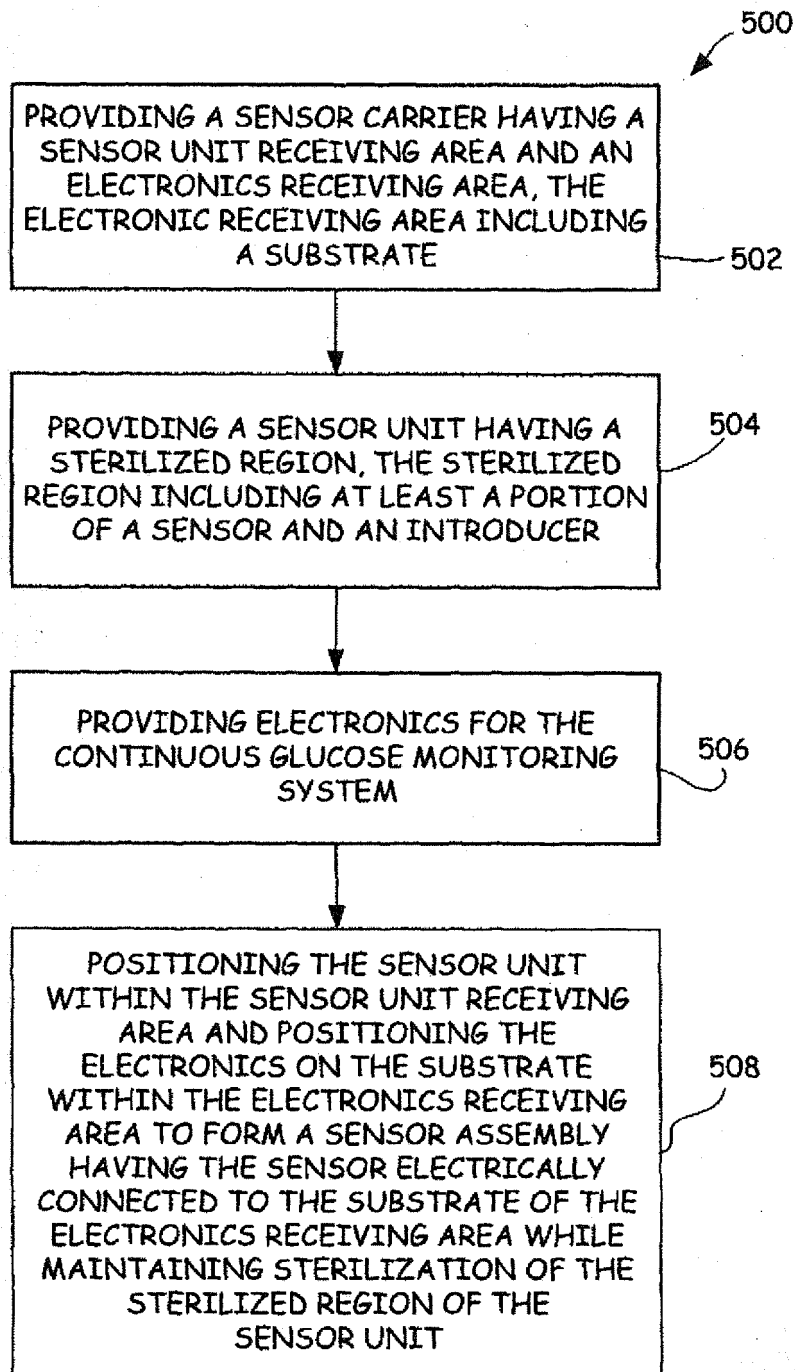 500
PROVIDING A SENSOR CARRIER HAVING A
SENSOR UNIT RECEIVING AREA AND AN
ELECTRONICS RECEIVING AREA, THE
ELECTRONIC RECEIVING AREA INCLUDING
A SUBSTRATE
502
PROVIDING A SENSOR UNIT HAVING A
STERILIZED REGION, THE STERILIZED
REGION INCLUDING AT LEAST A PORTION
OF A SENSOR AND AN INTRODUCER
504
PROVIDING ELECTRONICS FOR THE
CONTINUOUS GLUCOSE MONITORING
SYSTEM
506
POSITIONING THE SENSOR UNIT
WITHIN THE SENSOR UNIT RECEIVING
AREA AND POSITIONING THE
ELECTRONICS ON THE SUBSTRATE
WITHIN THE ELECTRONICS RECEIVING
AREA TO FORM A SENSOR ASSEMBLY
HAVING THE SENSOR ELECTRICALLY
CONNECTED TO THE SUBSTRATE OF THE
ELECTRONICS RECEIVING AREA WHILE
MAINTAINING STERILIZATION OF THE
STERILIZED REGION OF THE
SENSOR UNIT
508